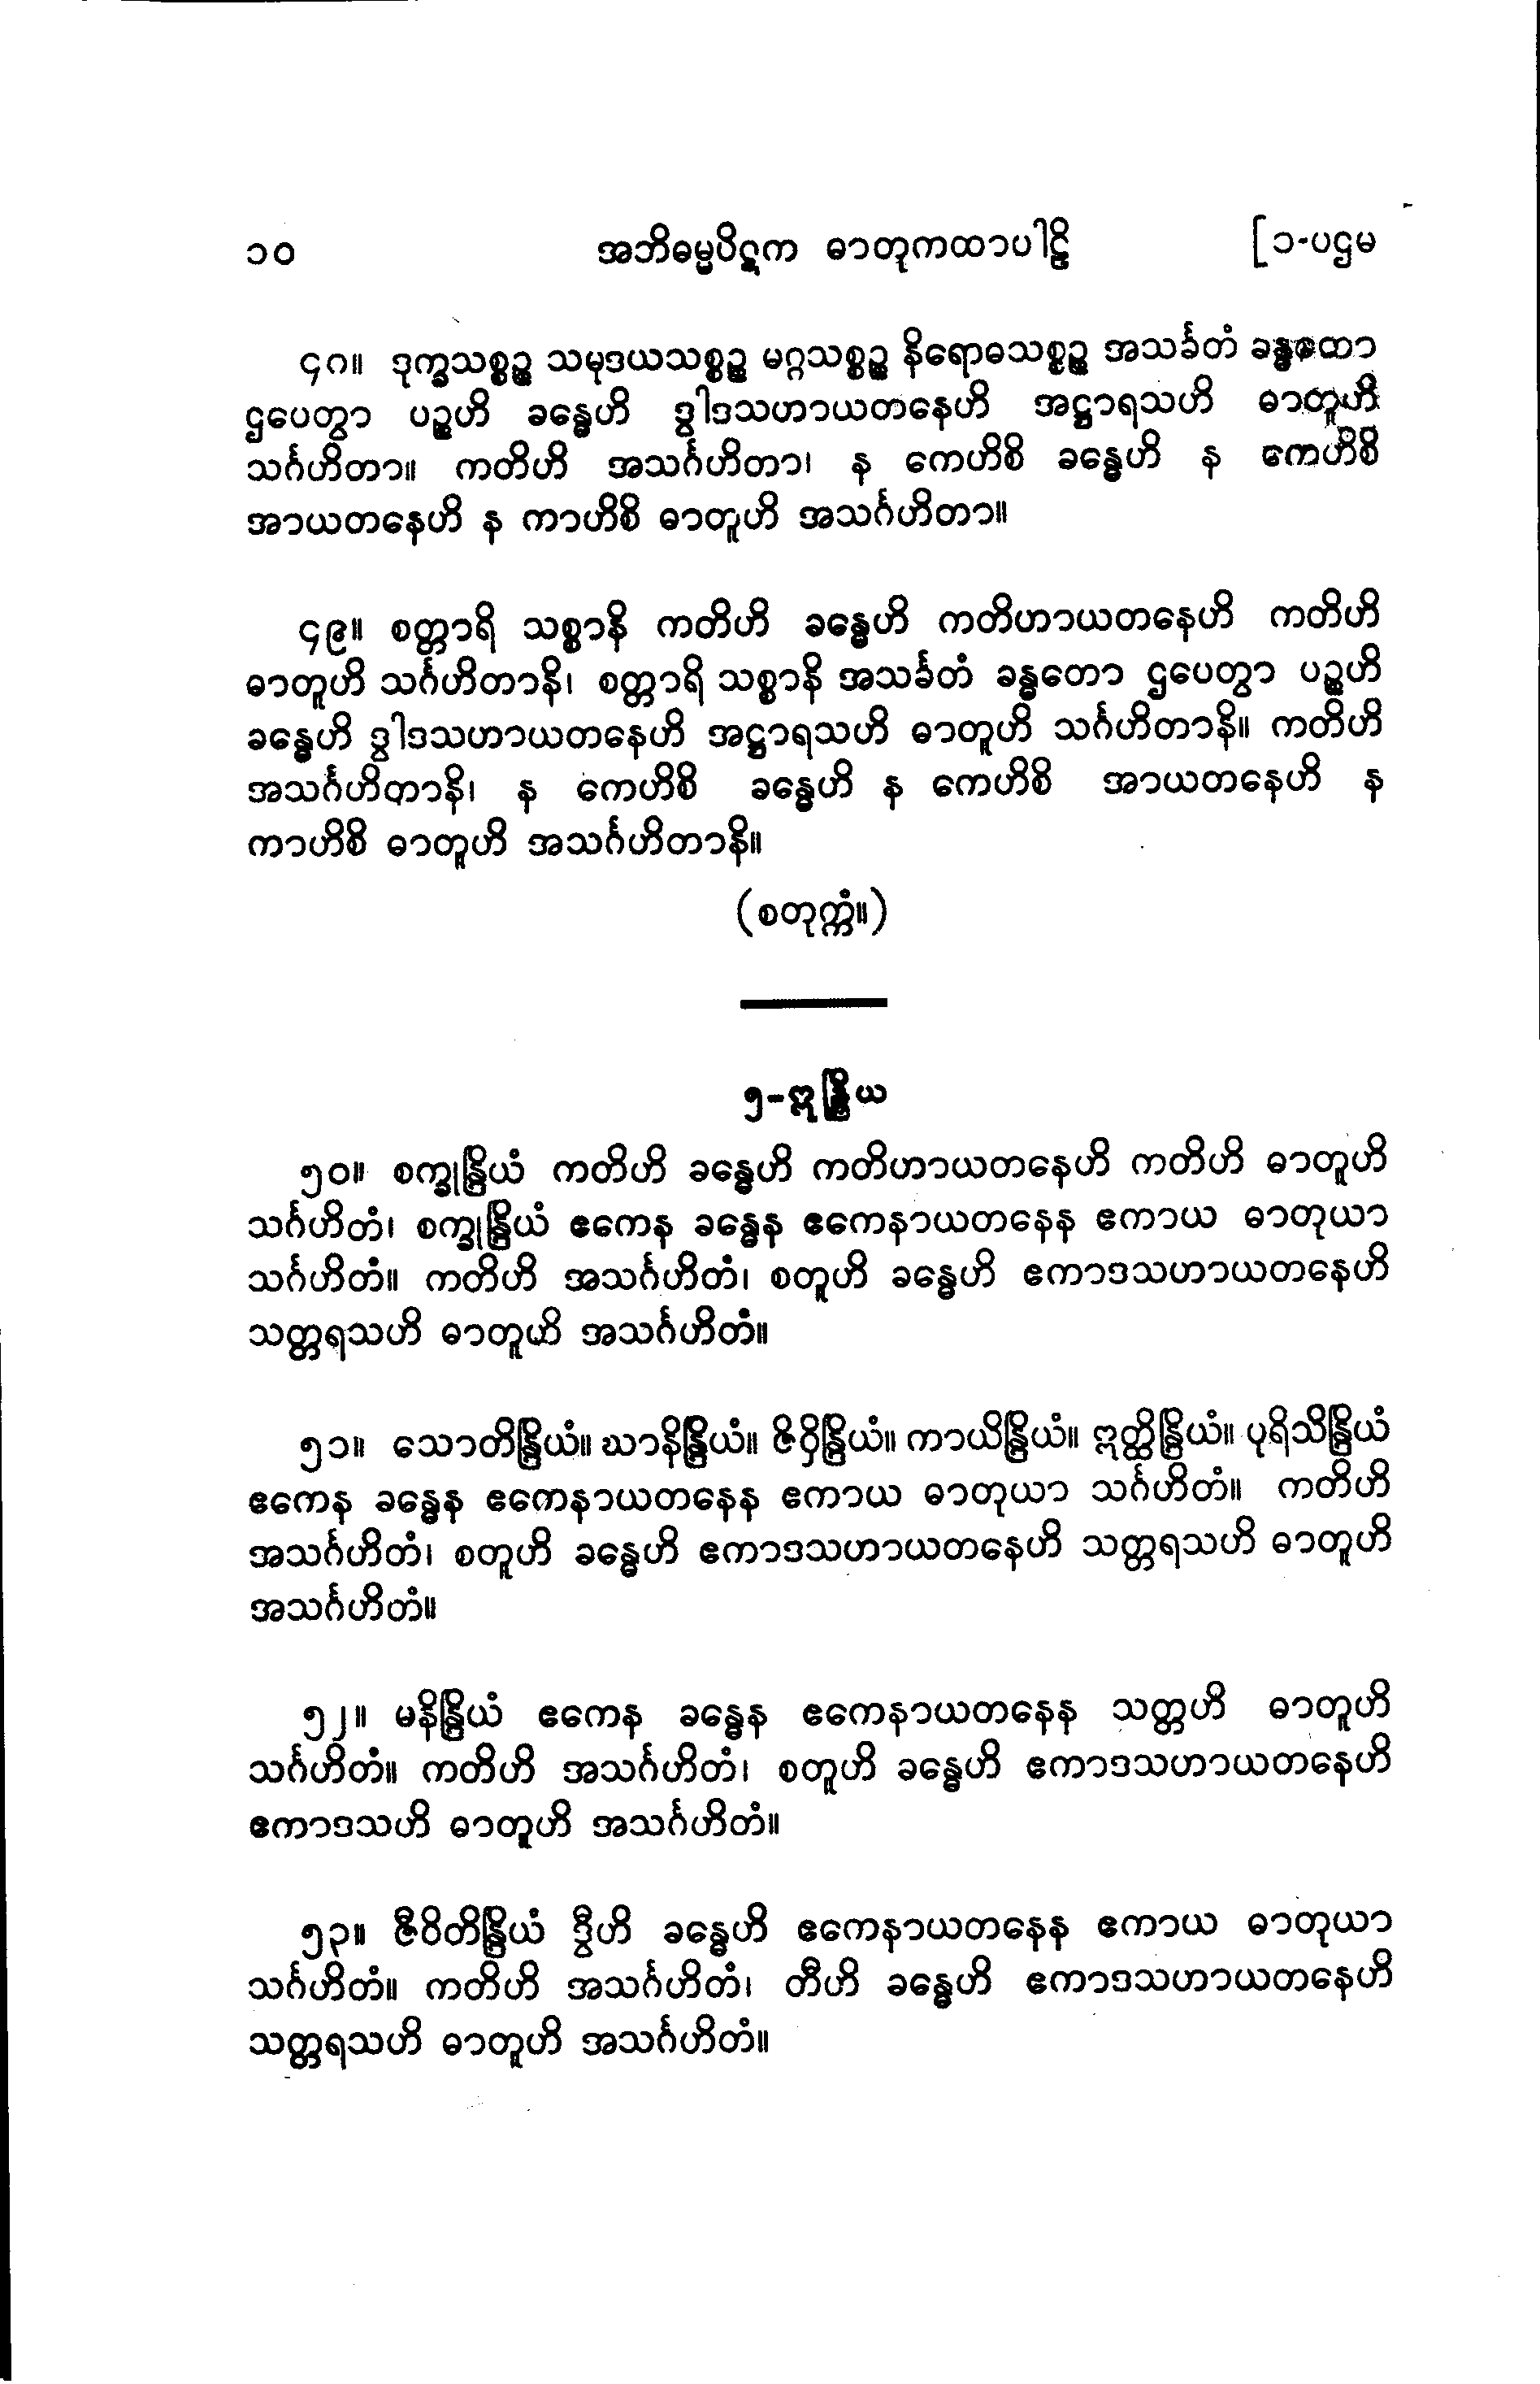 ၁၀ အဘိဓမ္မပိဋက ဓာတုကထာပါဠိ [၁-ပဌမ
၄၈။ ဒုက္ခသစ္စဉ္စ သမုဒယသစ္စဉ္စ မဂ္ဂသစ္စဉ္စ နိရောဓသစ္စဉ္စ အသင်္ခတံ ခန္ဓတော
ဌပေတွာ ပဉ္စဟိ ခန္ဓေဟိ ဒွါဒသဟာယတနေဟိ အဋ္ဌာရသဟိ ဓာတူဟိ
သင်္ဂဟိတာ။ ကတိဟိ အသင်္ဂဟိတာ၊ န ကေဟိစိ ခန္ဓေဟိ န ကေဟိစိ
အာယတနေဟိ န ကာဟိစိ ဓာတူဟိ အသင်္ဂဟိတာ။
၄၉။ စတ္တာရိ သစ္စာနိ ကတိဟိ ခန္ဓေဟိ ကတိဟာယတနေဟိ ကတိဟိ
ဓာတူဟိ သင်္ဂဟိတာနိ၊ စတ္တာရိ သစ္စာနိ အသင်္ခတံ ခန္ဓတော ဌပေတွာ ပဉ္စဟိ
ခန္ဓေဟိ ဒွါဒသဟာယတနေဟိ အဋ္ဌာရသဟိ ဓာတူဟိ သင်္ဂဟိတာနိ။ ကတိဟိ
အသင်္ဂဟိတာနိ၊ န ကေဟိစိ ခန္ဓေဟိ န ကေဟိစိ အာယတနေဟိ န
ကာဟိစိ ဓာတူဟိ အသင်္ဂဟိတာနိ။
(စတုက္ကံ။)
၅-ဣန္ဒြိယ
၅၀။ စက္ခုန္ဒြိယံ ကတိဟိ ခန္ဓေဟိ ကတိဟာယတနေဟိ ကတိဟိ ဓာတူဟိ
သင်္ဂဟိတံ၊ စက္ခုန္ဒြိယံ ဧကေန ခန္ဓေန ဧကေနာယတနေန ဧကာယ ဓာတုယာ
သင်္ဂဟိတံ။ ကတိဟိ အသင်္ဂဟိတံ၊ စတူဟိ ခန္ဓေဟိ ဧကာဒသဟာယတနေဟိ
သတ္တရသဟိ ဓာတူဟိ အသင်္ဂဟိတံ။
၅၁။ သောတိန္ဒြိယံ။ ဃာနိန္ဒြိယံ။ ဇိဝှိန္ဒြိယံ။ ကာယိန္ဒြိယံ။ ဣတ္ထိန္ဒြိယံ။ ပုရိသိန္ဒြိယံ
ဧကေန ခန္ဓေန ဧကေနာယတနေန ဧကာယ ဓာတုယာ သင်္ဂဟိတံ။ ကတိဟိ
အသင်္ဂဟိတံ၊ စတူဟိ ခန္ဓေဟိ ဧကာဒသဟာယတနေဟိ သတ္တရသဟိ ဓာတူဟိ
အသင်္ဂဟိတံ။
၅၂။ မနိန္ဒြိယံ ဧကေန ခန္ဓေန ဧကေနာယတနေန သတ္တဟိ ဓာတူဟိ
သင်္ဂဟိတံ။ ကတိဟိ အသင်္ဂဟိတံ၊ စတူဟိ ခန္ဓေဟိ ဧကာဒသဟာယတနေဟိ
ဧကာဒသဟိ ဓာတူဟိ အသင်္ဂဟိတံ။
၅၃။ ဇီဝိတိန္ဒြိယံ ဒွီဟိ ခန္ဓေဟိ ဧကေနာယတနေန ဧကာယ ဓာတုယာ
သင်္ဂဟိတံ။ ကတိဟိ အသင်္ဂဟိတံ၊ တီဟိ ခန္ဓေဟိ ဧကာဒသဟာယတနေဟိ
သတ္တရသဟိ ဓာတူဟိ အသင်္ဂဟိတံ။